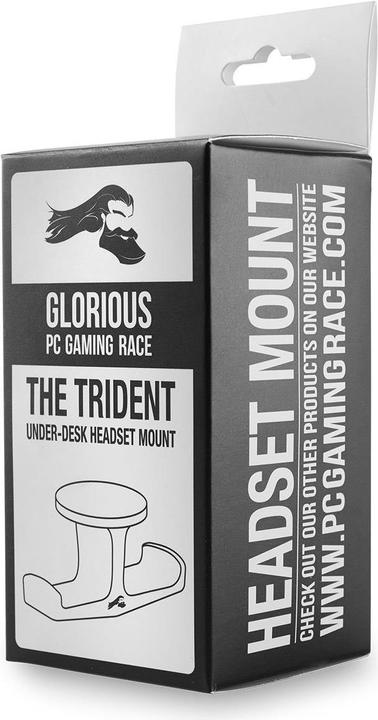 GLORIOUS
PC GAMING RACE
THE TRIDENT
UNDER-DESK HEADSET MOUNT
HEADSET MOUNT
CHECK OUT OUR OTHER PRODUCTS ON OUR WEBSITE
WWW.PCGAMINGRACE.COM